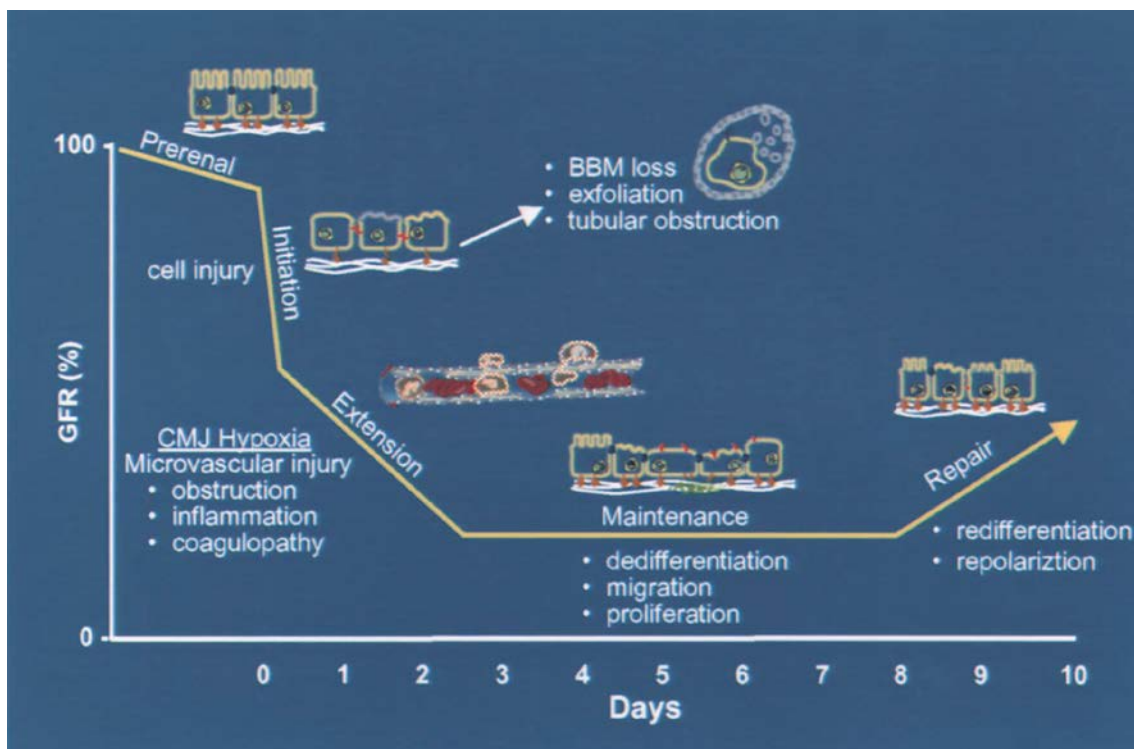 100
Prerenal
• BBM loss
• exfoliation
• tubular obstruction
Initiation
cell injury
GFR (%)
Extension
CMJ Hypoxia
Microvascular injury
• obstruction
• inflammation
• coagulopathy
Maintenance
• dedifferentiation
• migration
• proliferation
Repair
• redifferentiation
• repolariztion
0
0 1 2 3 4 5 6 7 8 9 10
Days